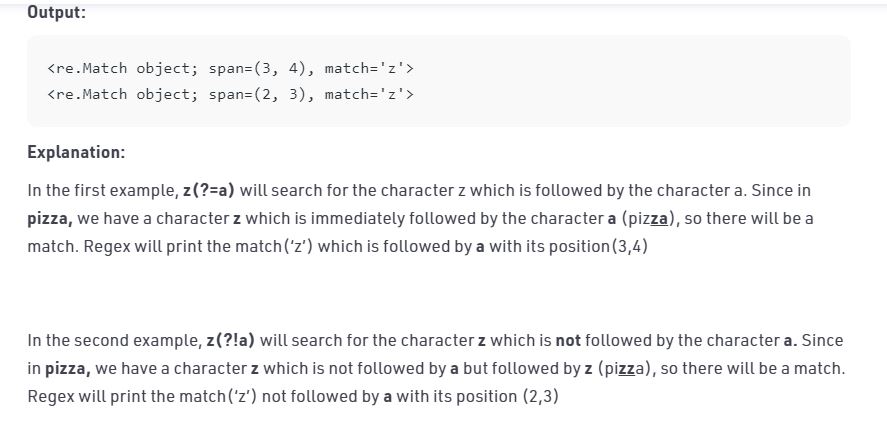 Output:
<re.Match object; span=(3, 4), match='z'>
<re.Match object; span=(2, 3), match='z'>
Explanation:
In the first example, z(?=a) will search for the character z which is followed by the character a. Since in
pizza, we have a character z which is immediately followed by the character a (pizza), so there will be a
match. Regex will print the match(‘z’) which is followed by a with its position(3,4)
In the second example, z(?!a) will search for the character z which is not followed by the character a. Since
in pizza, we have a character z which is not followed by a but followed by z (pizza), so there will be a match.
Regex will print the match(‘z’) not followed by a with its position (2,3)